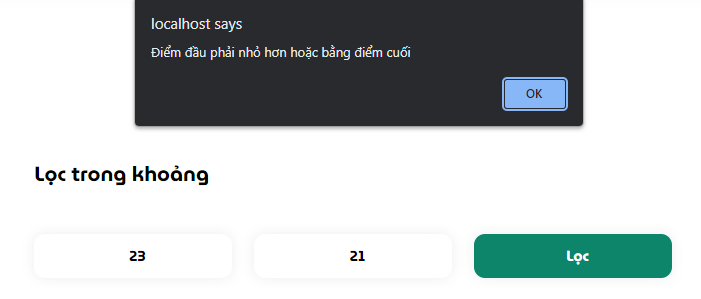 localhost says
Điểm đầu phải nhỏ hơn hoặc bằng điểm cuối
OK
Lọc trong khoảng
23
21
Lọc